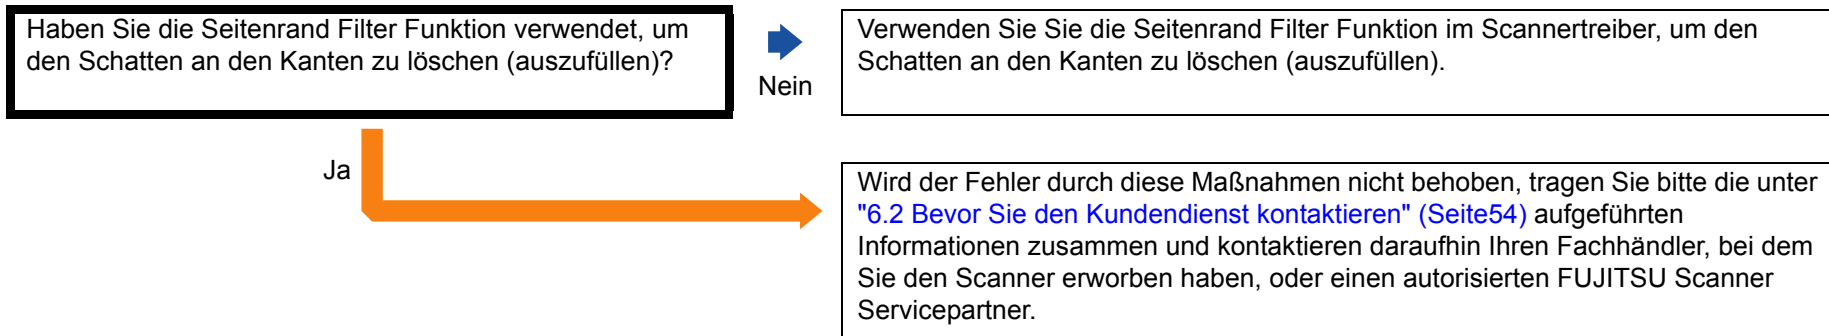 Haben Sie die Seitenrand Filter Funktion verwendet, um
den Schatten an den Kanten zu löschen (auszufüllen)?
Nein
Verwenden Sie Sie die Seitenrand Filter Funktion im Scannertreiber, um den
Schatten an den Kanten zu löschen (auszufüllen).
Ja
Wird der Fehler durch diese Maßnahmen nicht behoben, tragen Sie bitte die unter
"6.2 Bevor Sie den Kundendienst kontaktieren" (Seite54) aufgeführten
Informationen zusammen und kontaktieren daraufhin Ihren Fachhändler, bei dem
Sie den Scanner erworben haben, oder einen autorisierten FUJITSU Scanner
Servicepartner.